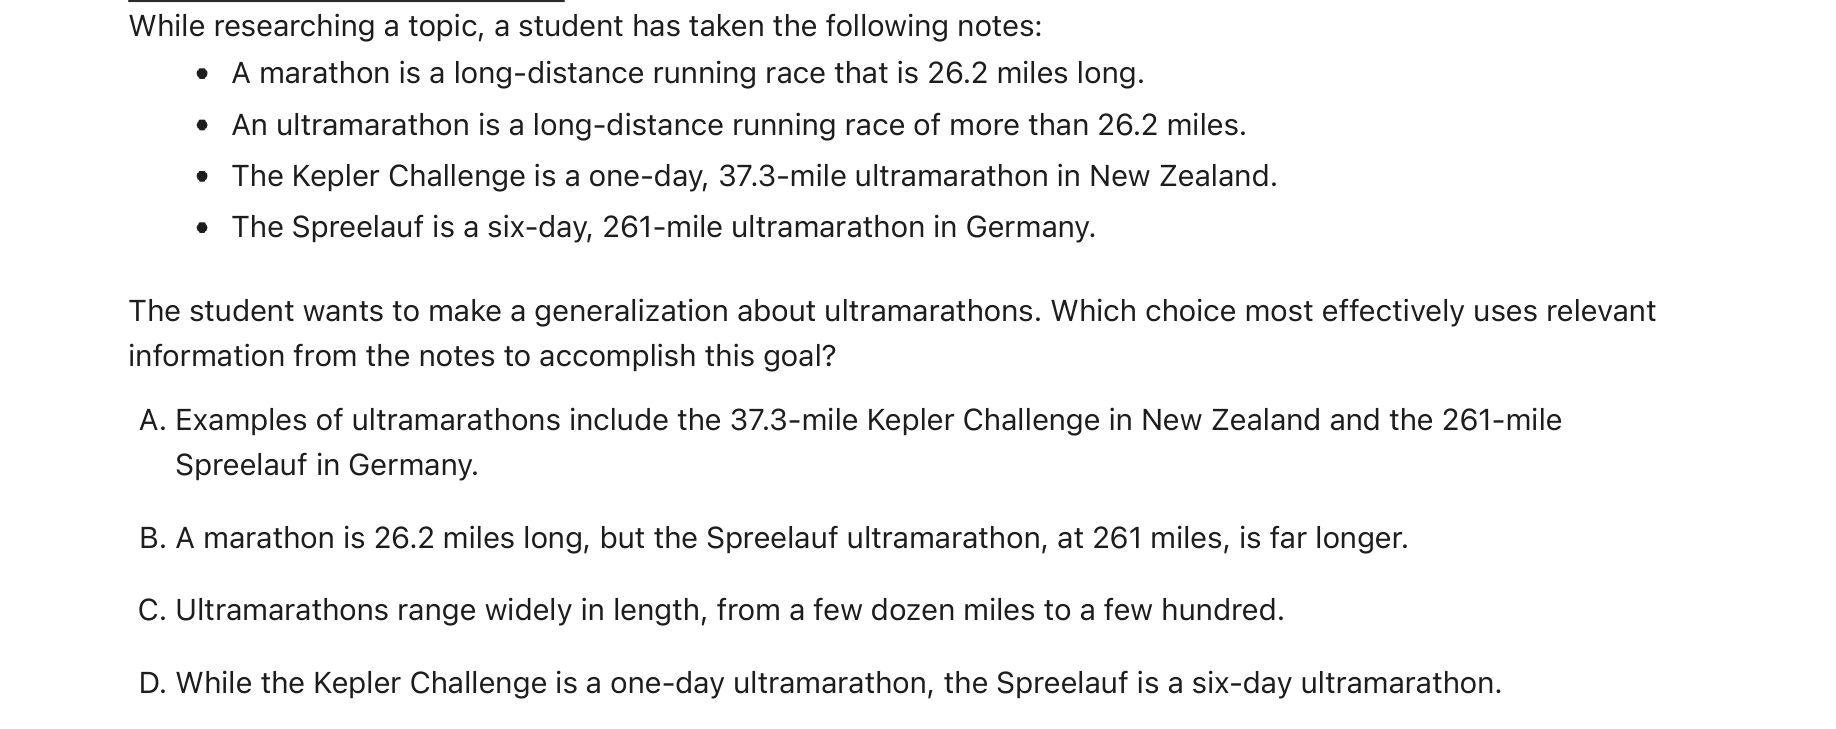 While researching a topic, a student has taken the following notes:
• A marathon is a long-distance running race that is 26.2 miles long.
• An ultramarathon is a long-distance running race of more than 26.2 miles.
• The Kepler Challenge is a one-day, 37.3-mile ultramarathon in New Zealand.
• The Spreelauf is a six-day, 261-mile ultramarathon in Germany.
The student wants to make a generalization about ultramarathons. Which choice most effectively uses relevant
information from the notes to accomplish this goal?
A. Examples of ultramarathons include the 37.3-mile Kepler Challenge in New Zealand and the 261-mile
Spreelauf in Germany.
B. A marathon is 26.2 miles long, but the Spreelauf ultramarathon, at 261 miles, is far longer.
C. Ultramarathons range widely in length, from a few dozen miles to a few hundred.
D. While the Kepler Challenge is a one-day ultramarathon, the Spreelauf is a six-day ultramarathon.